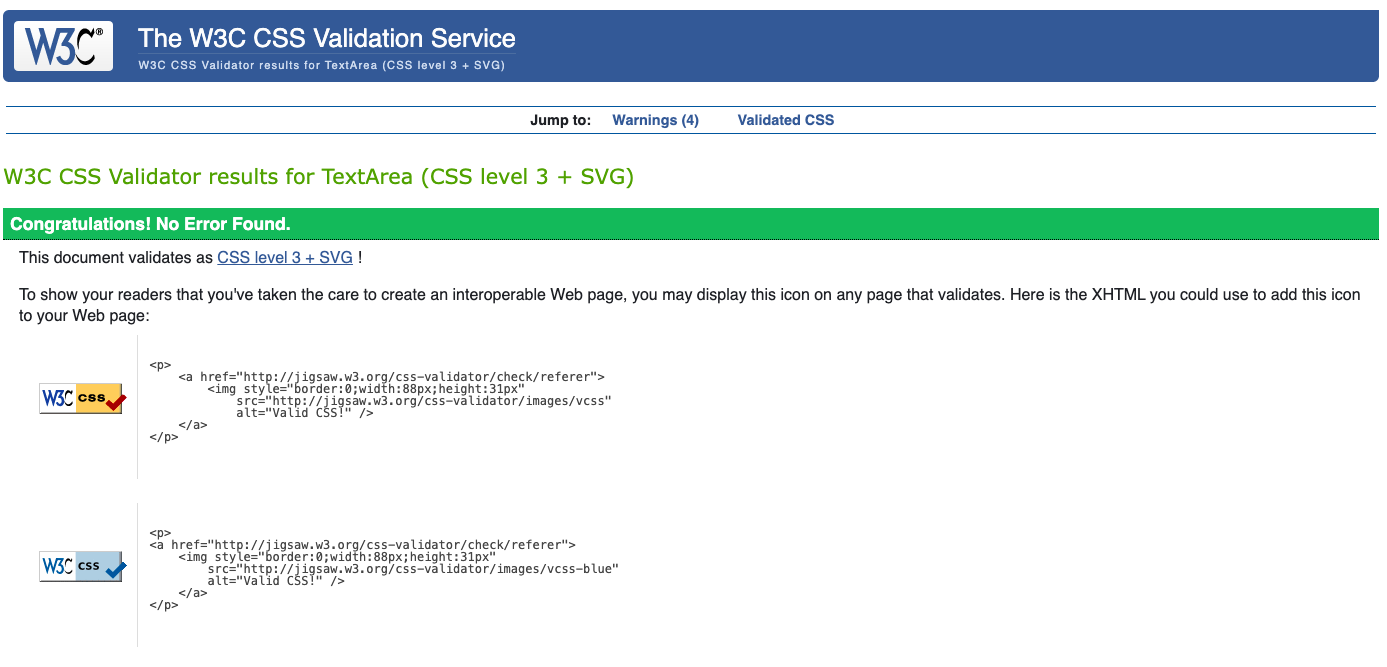 W3C® The W3C CSS Validation Service
W3C CSS Validator results for TextArea (CSS level 3 + SVG)
Jump to: Warnings (4) Validated CSS
W3C CSS Validator results for TextArea (CSS level 3 + SVG)
Congratulations! No Error Found.
This document validates as CSS level 3 + SVG !
To show your readers that you've taken the care to create an interoperable Web page, you may display this icon on any page that validates. Here is the XHTML you could use to add this icon
to your Web page:
W3C css
<p>
    <a href="http://jigsaw.w3.org/css-validator/check/referer">
        <img style="border:0;width:88px;height:31px"
            src="http://jigsaw.w3.org/css-validator/images/vcss"
            alt="Valid CSS!" />
    </a>
</p>
W3C css
<p>
<a href="http://jigsaw.w3.org/css-validator/check/referer">
    <img style="border:0;width:88px;height:31px"
        src="http://jigsaw.w3.org/css-validator/images/vcss-blue"
        alt="Valid CSS!" />
    </a>
</p>